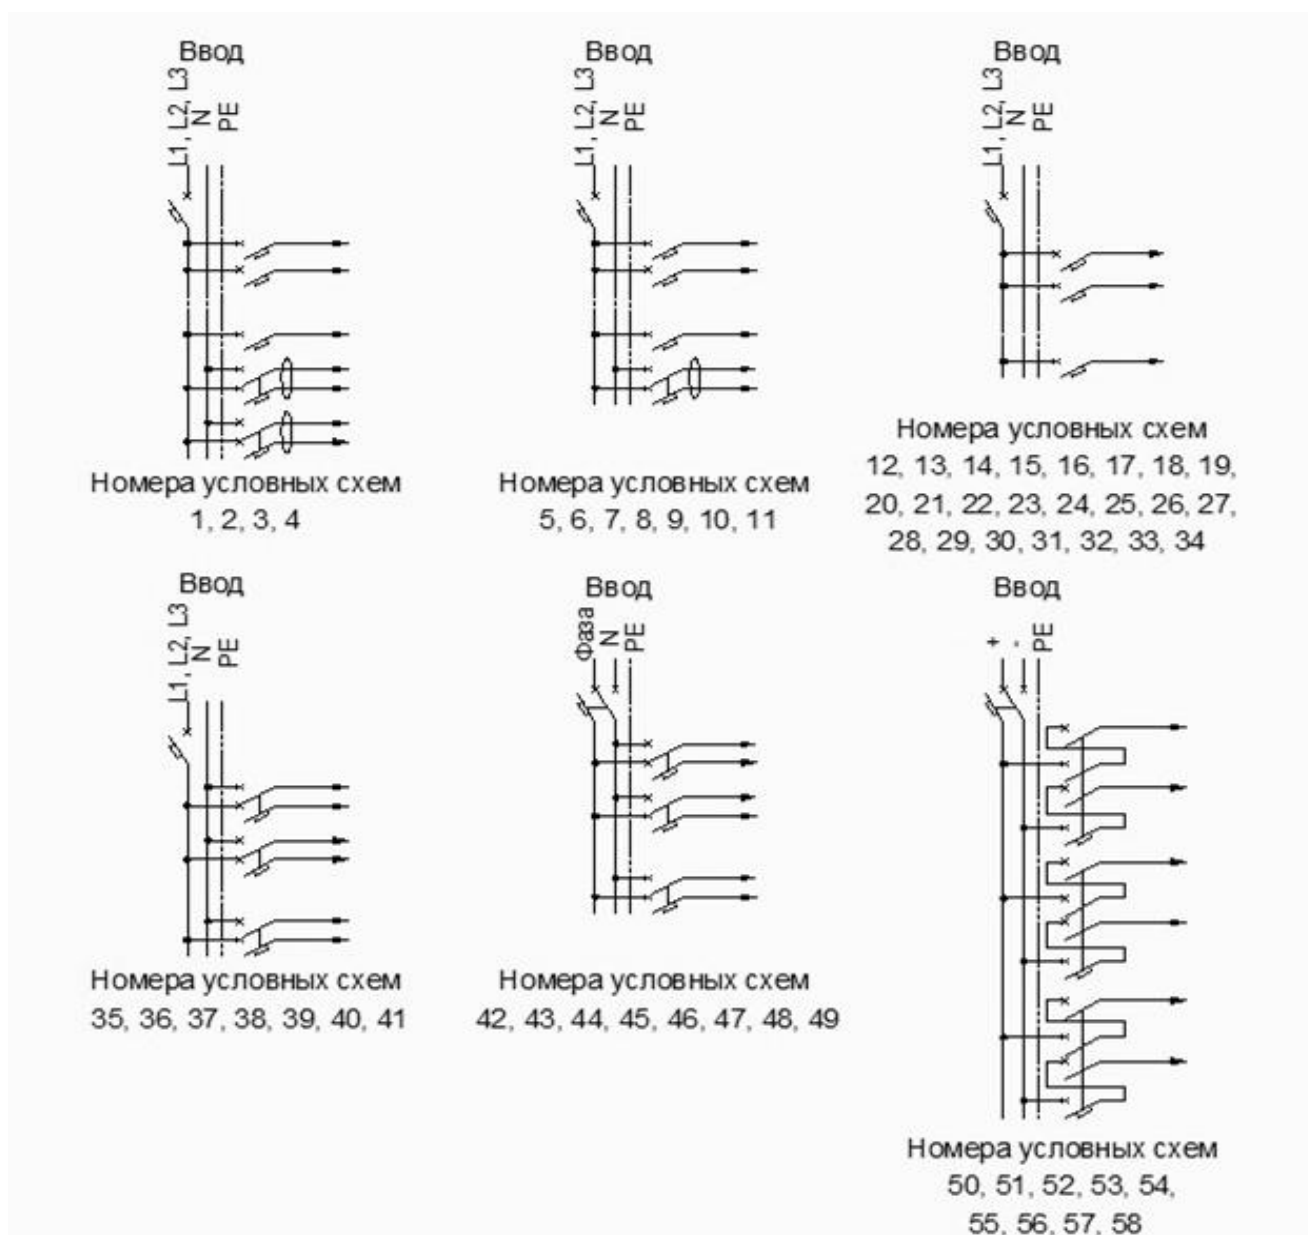 Ввод
L1, L2, L3
N
PE
Номера условных схем
1, 2, 3, 4
Ввод
L1, L2, L3
N
PE
Номера условных схем
5, 6, 7, 8, 9, 10, 11
Ввод
L1, L2, L3
N
PE
Номера условных схем
12, 13, 14, 15, 16, 17, 18, 19,
20, 21, 22, 23, 24, 25, 26, 27,
28, 29, 30, 31, 32, 33, 34
Ввод
L1, L2, L3
N
PE
Номера условных схем
35, 36, 37, 38, 39, 40, 41
Ввод
Фаза
N
PE
Номера условных схем
42, 43, 44, 45, 46, 47, 48, 49
Ввод
+
-
PE
Номера условных схем
50, 51, 52, 53, 54,
55, 56, 57, 58